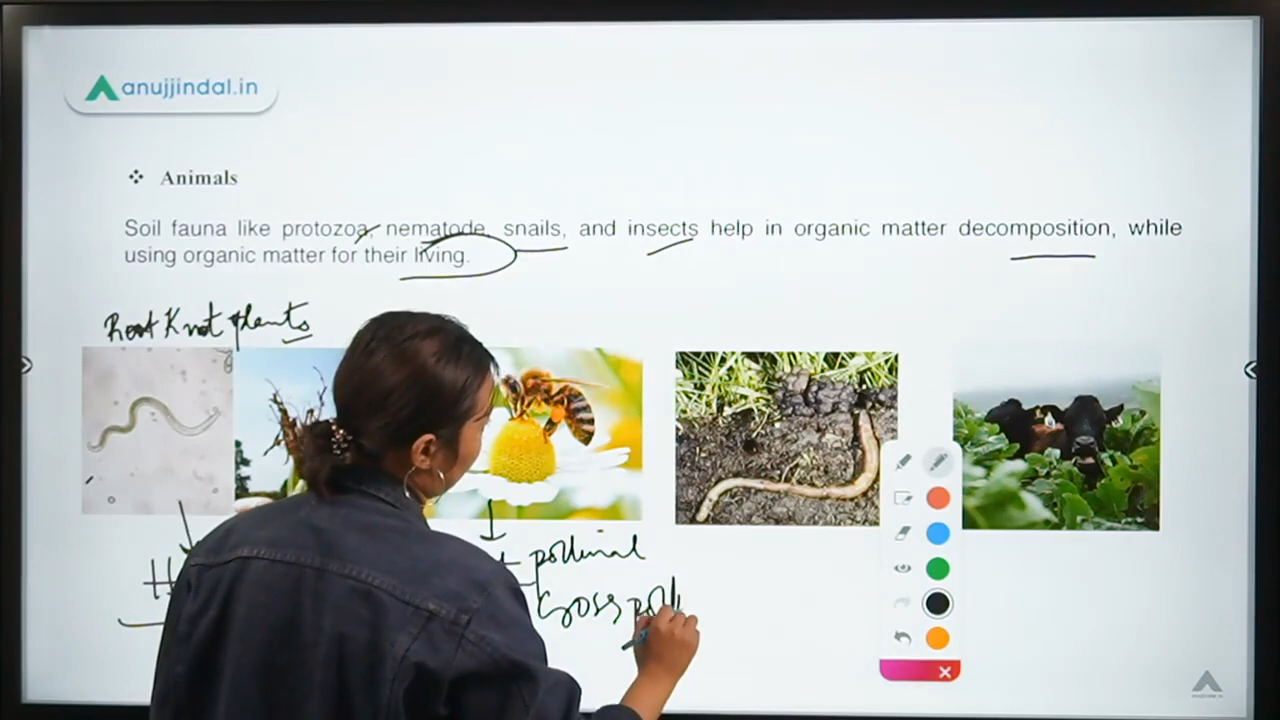 anujjindal.in
❖ Animals
Soil fauna like protozoa, nematode, snails, and insects help in organic matter decomposition, while
using organic matter for their living.
Root Knot plants
pollinat
Cross poll